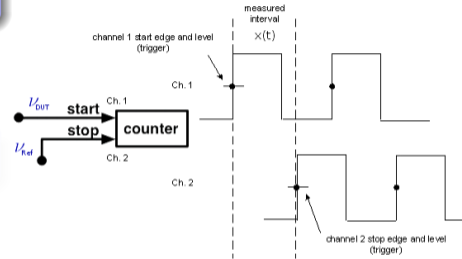 measured
interval
x(t)
channel 1 start edge and level
(trigger)
Ch. 1
νDUT
start
Ch. 1
stop
counter
νRef
Ch. 2
Ch. 2
channel 2 stop edge and level
(trigger)